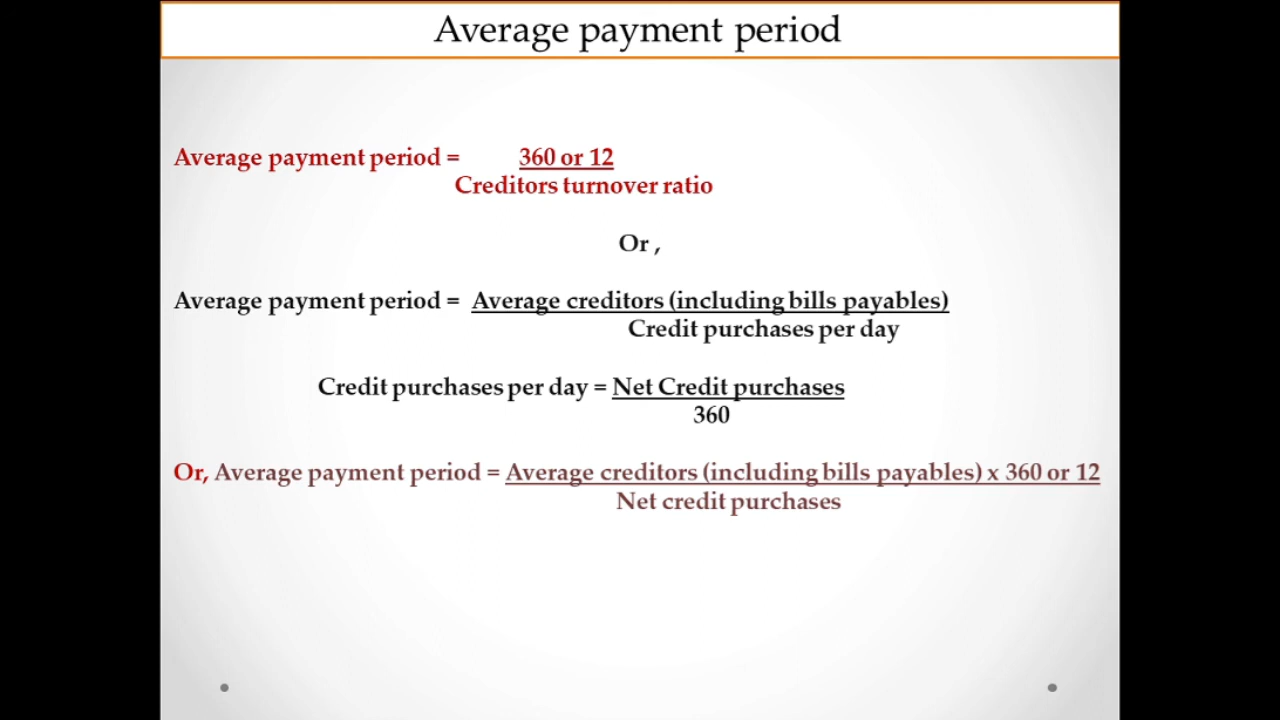 Average payment period
Average payment period = 360 or 12
Creditors turnover ratio
Or ,
Average payment period = Average creditors (including bills payables)
Credit purchases per day
Credit purchases per day = Net Credit purchases
360
Or, Average payment period = Average creditors (including bills payables) x 360 or 12
Net credit purchases